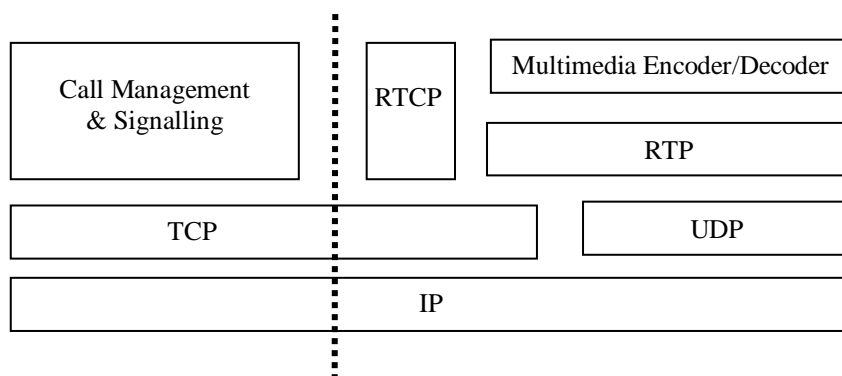 Call Management
& Signalling
RTCP
Multimedia Encoder/Decoder
RTP
TCP
UDP
IP